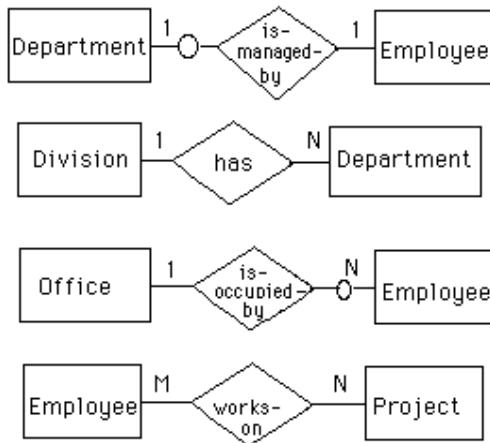 Department 1 is-managed-by 1 Employee
Division 1 has N Department
Office 1 is-occupied-by N Employee
Employee M works-on N Project